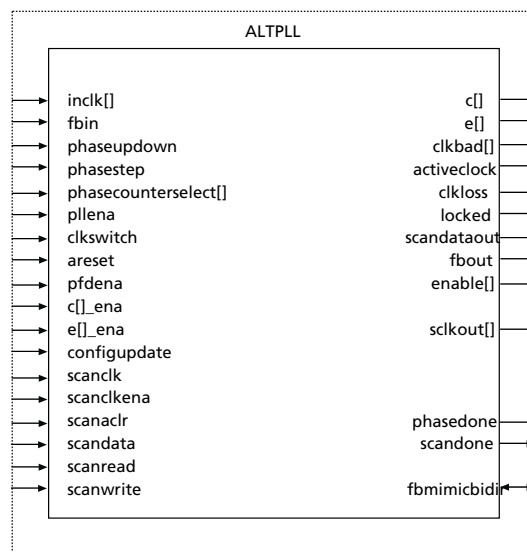 ALTPLL
inclk[]
fbin
phaseupdown
phasestep
phasecounterselect[]
pllena
clkswitch
areset
pfdena
c[]_ena
e[]_ena
configupdate
scanclk
scanclkena
scanaclr
scandata
scanread
scanwrite
c[]
e[]
clkbad[]
activeclock
clkloss
locked
scandataout
fbout
enable[]
sclkout[]
phasedone
scandone
fbmimicbidir